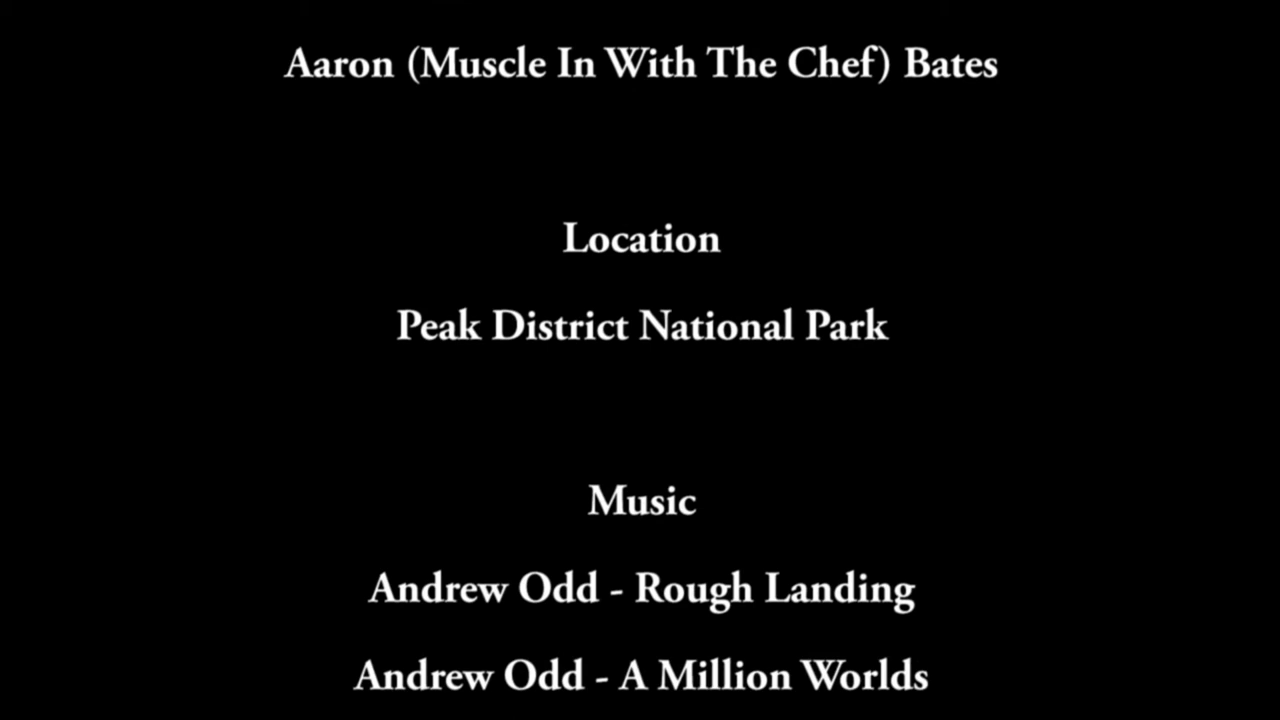 Aaron (Muscle In With The Chef) Bates
Location
Peak District National Park
Music
Andrew Odd - Rough Landing
Andrew Odd - A Million Worlds